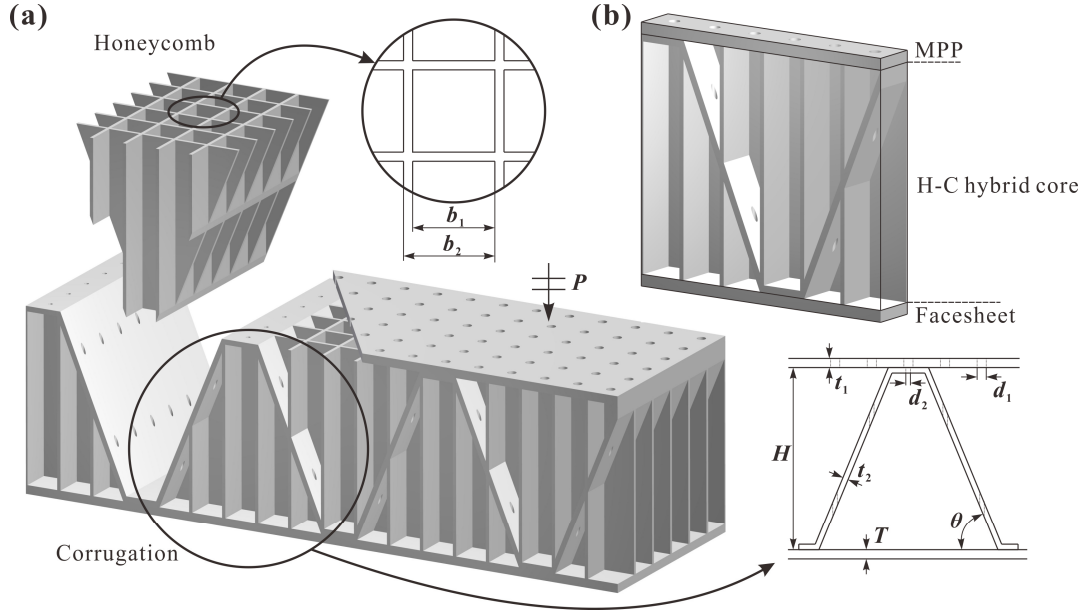 (a)
Honeycomb
b₁
b₂
P
Corrugation
(b)
MPP
H-C hybrid core
Facesheet
t₁
d₂
d₁
H
t₂
θ
T